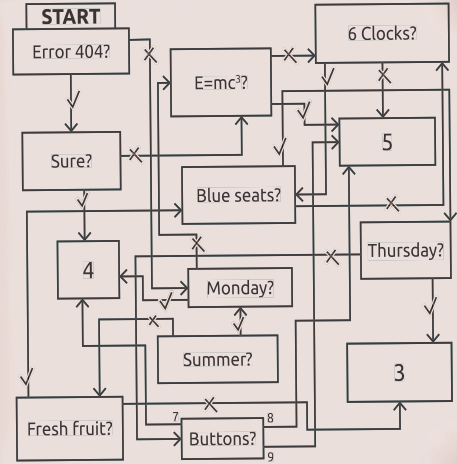 START
Error 404?
6 Clocks?
E=mc³?
5
Sure?
Blue seats?
Thursday?
4
Monday?
Summer?
3
7
8
Fresh fruit?
Buttons?
9